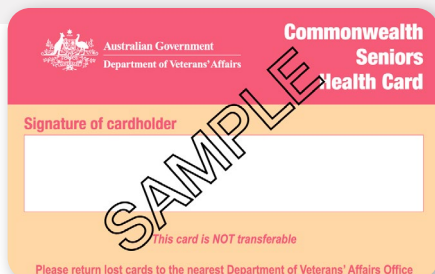 Australian Government
Department of Veterans' Affairs
Commonwealth
Seniors
Health Card
Signature of cardholder
SAMPLE
This card is NOT transferable
Please return lost cards to the nearest Department of Veterans' Affairs Office